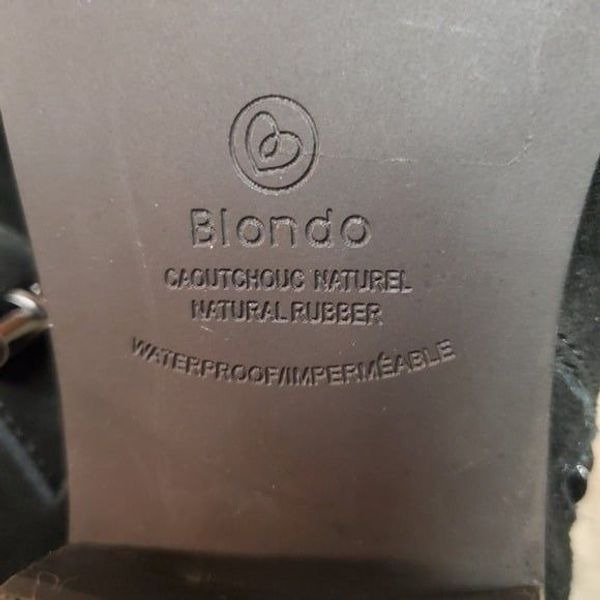 Blondo
CAOUTCHOUC NATUREL
NATURAL RUBBER
WATERPROOF/IMPERMÉABLE